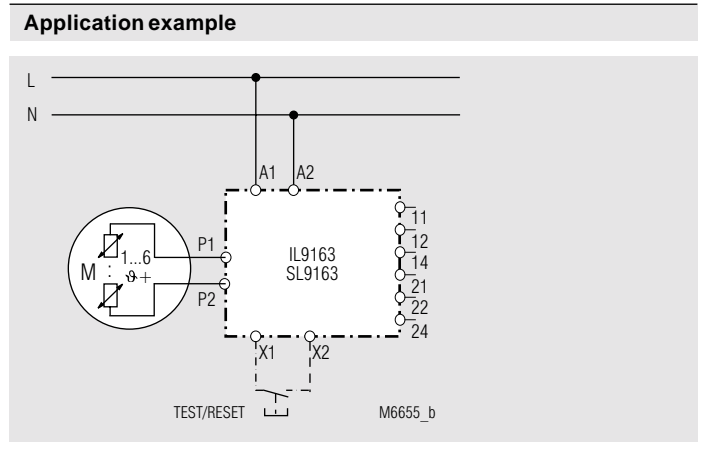 Application example
L
N
A1 A2
11
P1
IL9163
12
M : 1...6
SL9163
14
ϑ+
21
P2
22
24
X1 X2
TEST/RESET
M6655_b